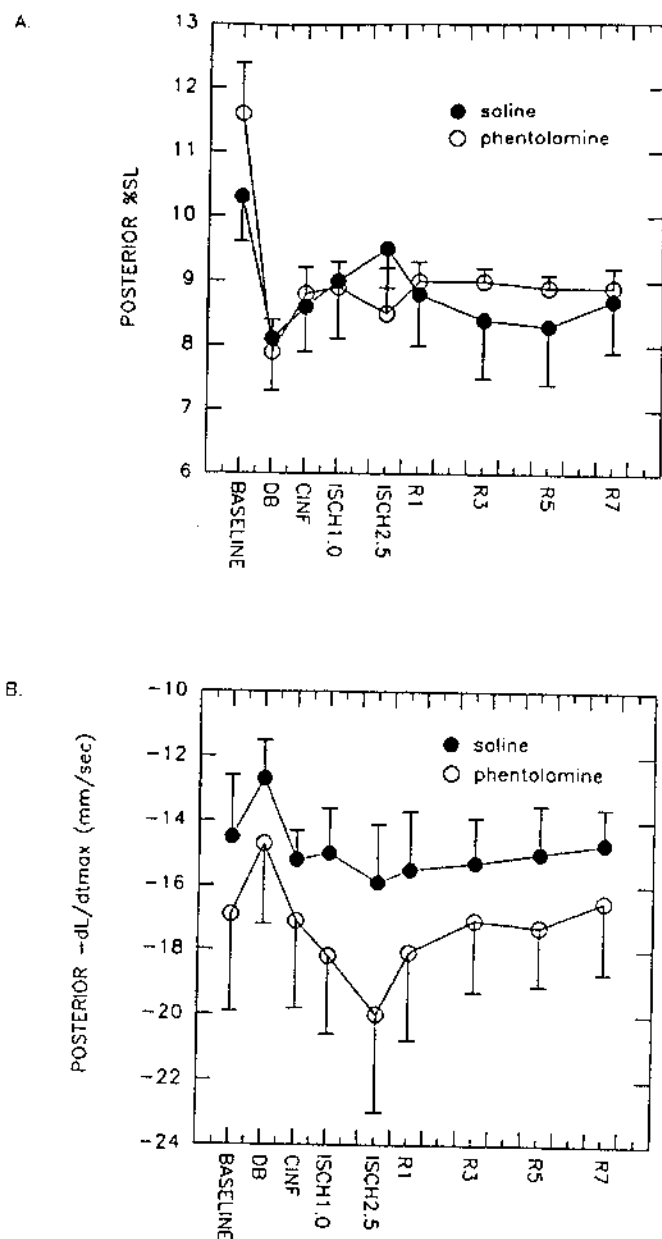 A.
POSTERIOR %SL
13
12
11
10
9
8
7
6
saline
phentolamine
BASELINE
DB
CINF
ISCH1.0
ISCH2.5
R1
R3
R5
R7
B.
POSTERIOR -dL/dtmax (mm/sec)
-10
-12
-14
-16
-18
-20
-22
-24
saline
phentolamine
BASELINE
DB
CINF
ISCH1.0
ISCH2.5
R1
R3
R5
R7